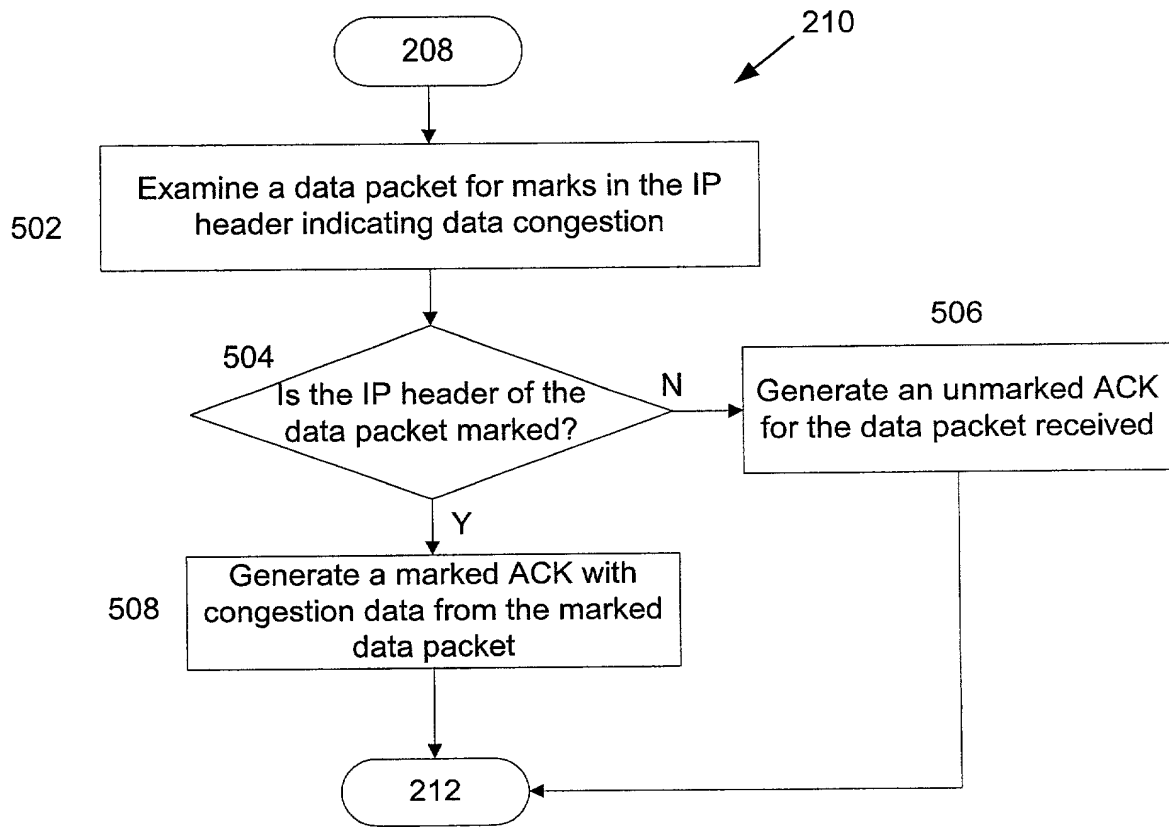 208
210
502
Examine a data packet for marks in the IP
header indicating data congestion
504
Is the IP header of the
data packet marked?
N
506
Generate an unmarked ACK
for the data packet received
Y
508
Generate a marked ACK with
congestion data from the marked
data packet
212